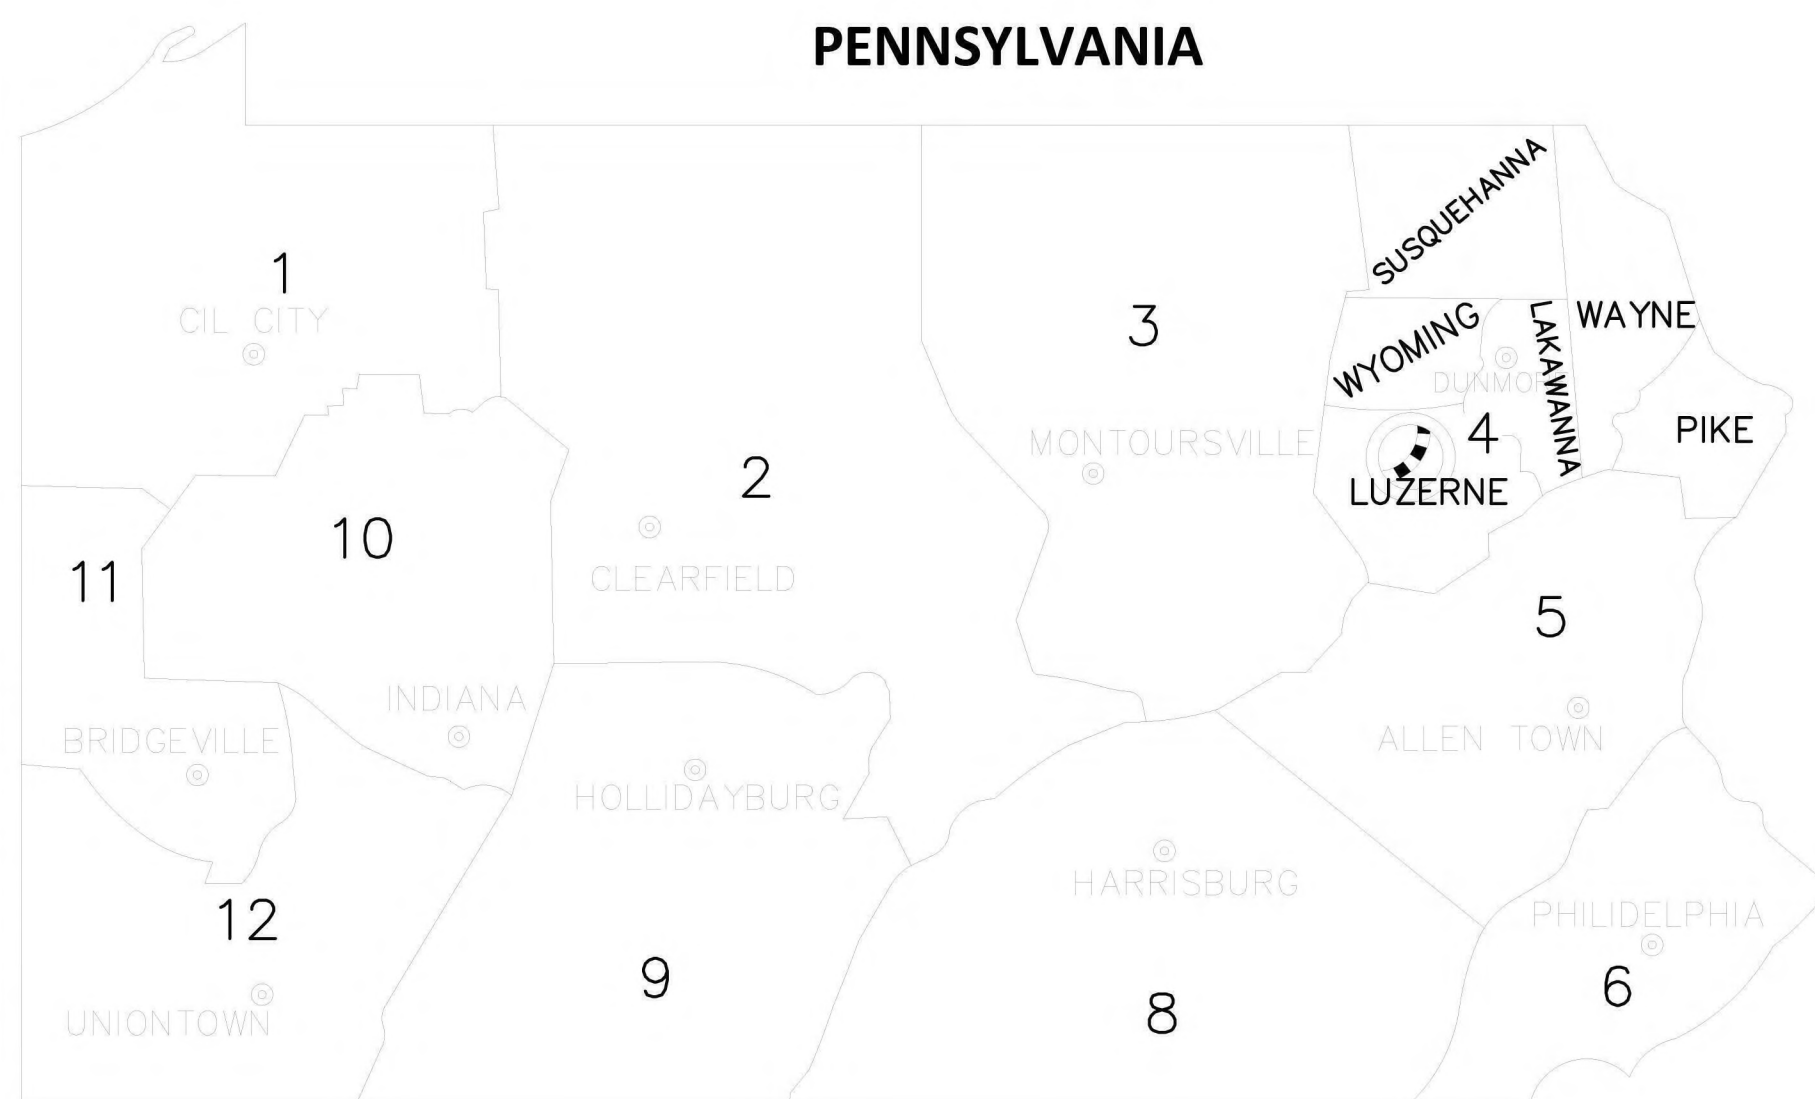 PENNSYLVANIA
SUSQUEHANNA
1
CIL CITY
WAYNE
3
WYOMING
LAKAWANNA
DUNMOR
MONTOURSVILLE
4
PIKE
2
LUZERNE
10
CLEARFIELD
11
5
INDIANA
BRIDGEVILLE
ALLEN TOWN
HOLLIDAYBURG
HARRISBURG
12
PHILIDELPHIA
9
6
8
UNIONTOWN